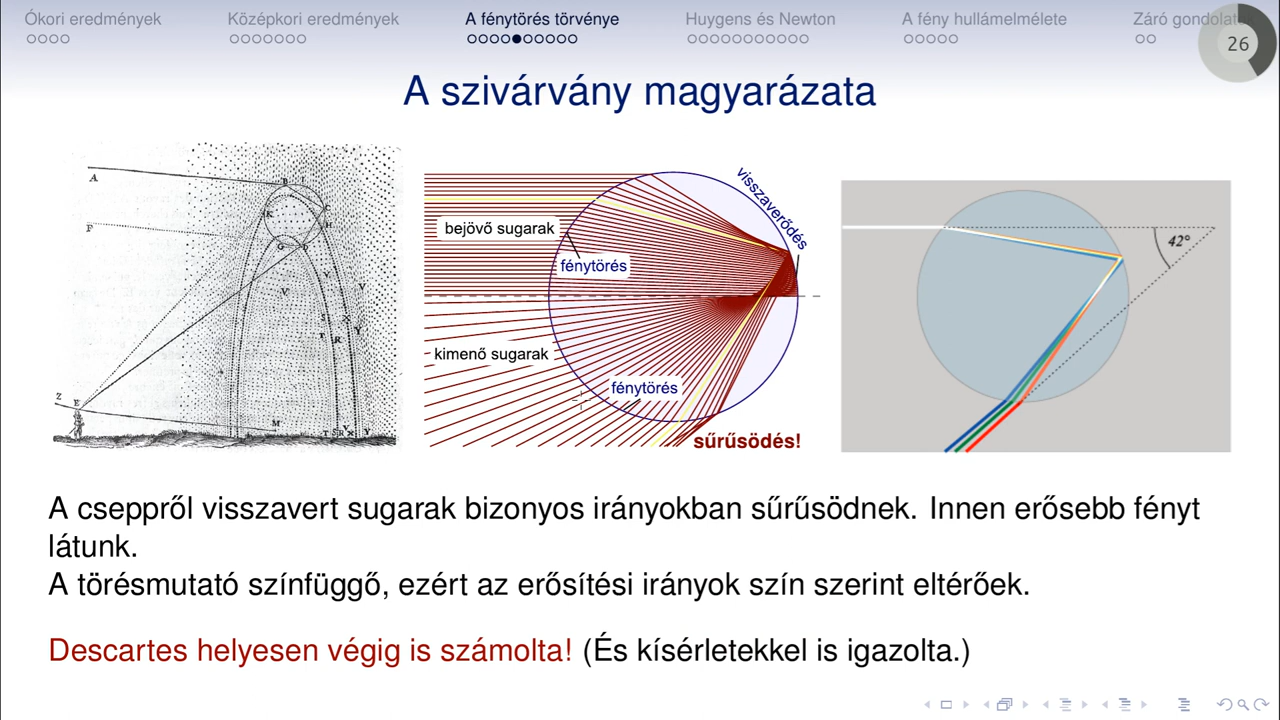 Ókori eredmények
Középkori eredmények
A fénytörés törvénye
Huygens és Newton
A fény hullámelmélete
Záró gondolatok
26
A szivárvány magyarázata
A
F
Z
E
M
V
V
T
R
Y
bejövő sugarak
fénytörés
visszaverődés
kimenő sugarak
fénytörés
sűrűsödés!
42°
A cseppről visszavert sugarak bizonyos irányokban sűrűsödnek. Innen erősebb fényt
látunk.
A törésmutató színfüggő, ezért az erősítési irányok szín szerint eltérőek.
Descartes helyesen végig is számolta! (És kísérletekkel is igazolta.)